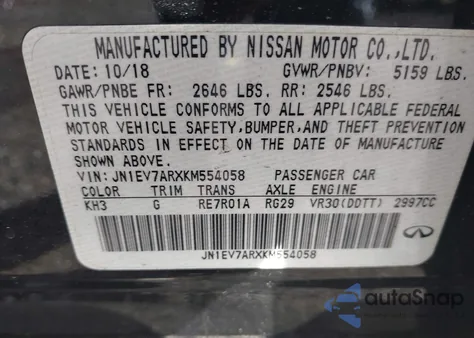 MANUFACTURED BY NISSAN MOTOR CO.,LTD.
DATE: 10/18 GVWR/PNBV: 5159 LBS.
GAWR/PNBE FR: 2646 LBS. RR: 2546 LBS.
THIS VEHICLE CONFORMS TO ALL APPLICABLE FEDERAL
MOTOR VEHICLE SAFETY, BUMPER, AND THEFT PREVENTION
STANDARDS IN EFFECT ON THE DATE OF MANUFACTURE
SHOWN ABOVE.
VIN: JN1EV7ARXKM554058 PASSENGER CAR
COLOR TRIM TRANS AXLE ENGINE
KH3 G RE7R01A RG29 VR30(DDTT) 2997CC
JN1EV7ARXKM554058
autoSnap
Powered by AutoBidCar